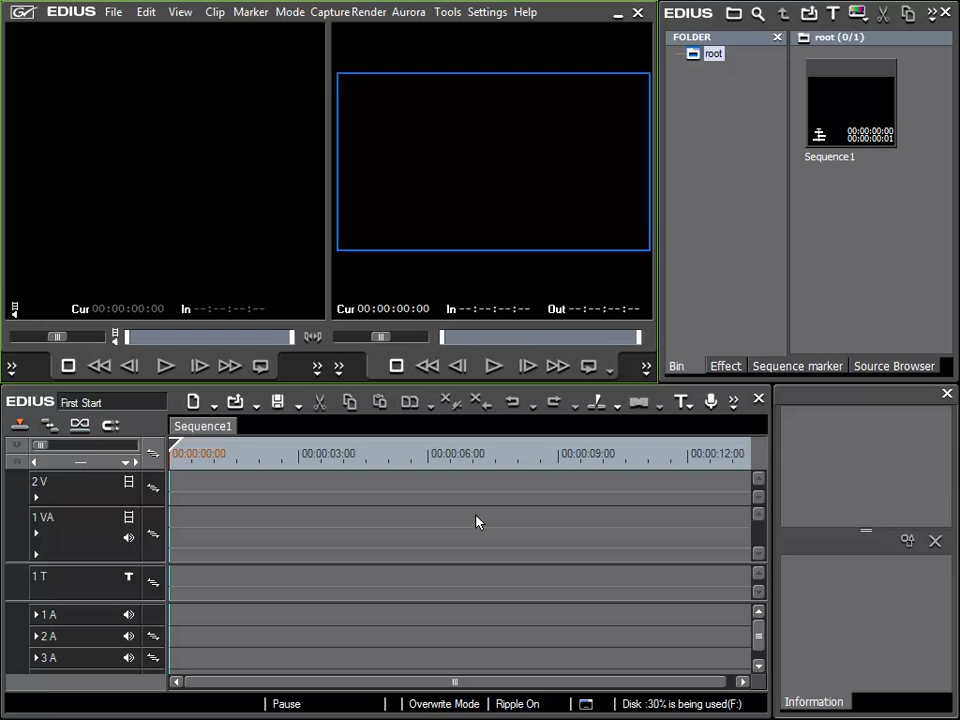 EDIUS File Edit View Clip Marker Mode Capture Render Aurora Tools Settings Help
EDIUS
FOLDER
root (0/1)
root
00:00:00:00
00:00:00:01
Sequence1
Cur 00:00:00:00 In --:--:--:--
Cur 00:00:00:00 In --:--:--:-- Out --:--:--:--
Bin Effect Sequence marker Source Browser
EDIUS First Start
Sequence1
00:00:00:00 00:00:03:00 00:00:06:00 00:00:09:00 00:00:12:00
2 V
1 VA
1 T T
1 A
2 A
3 A
Pause Overwrite Mode Ripple On Disk :30% is being used(F:)
Information